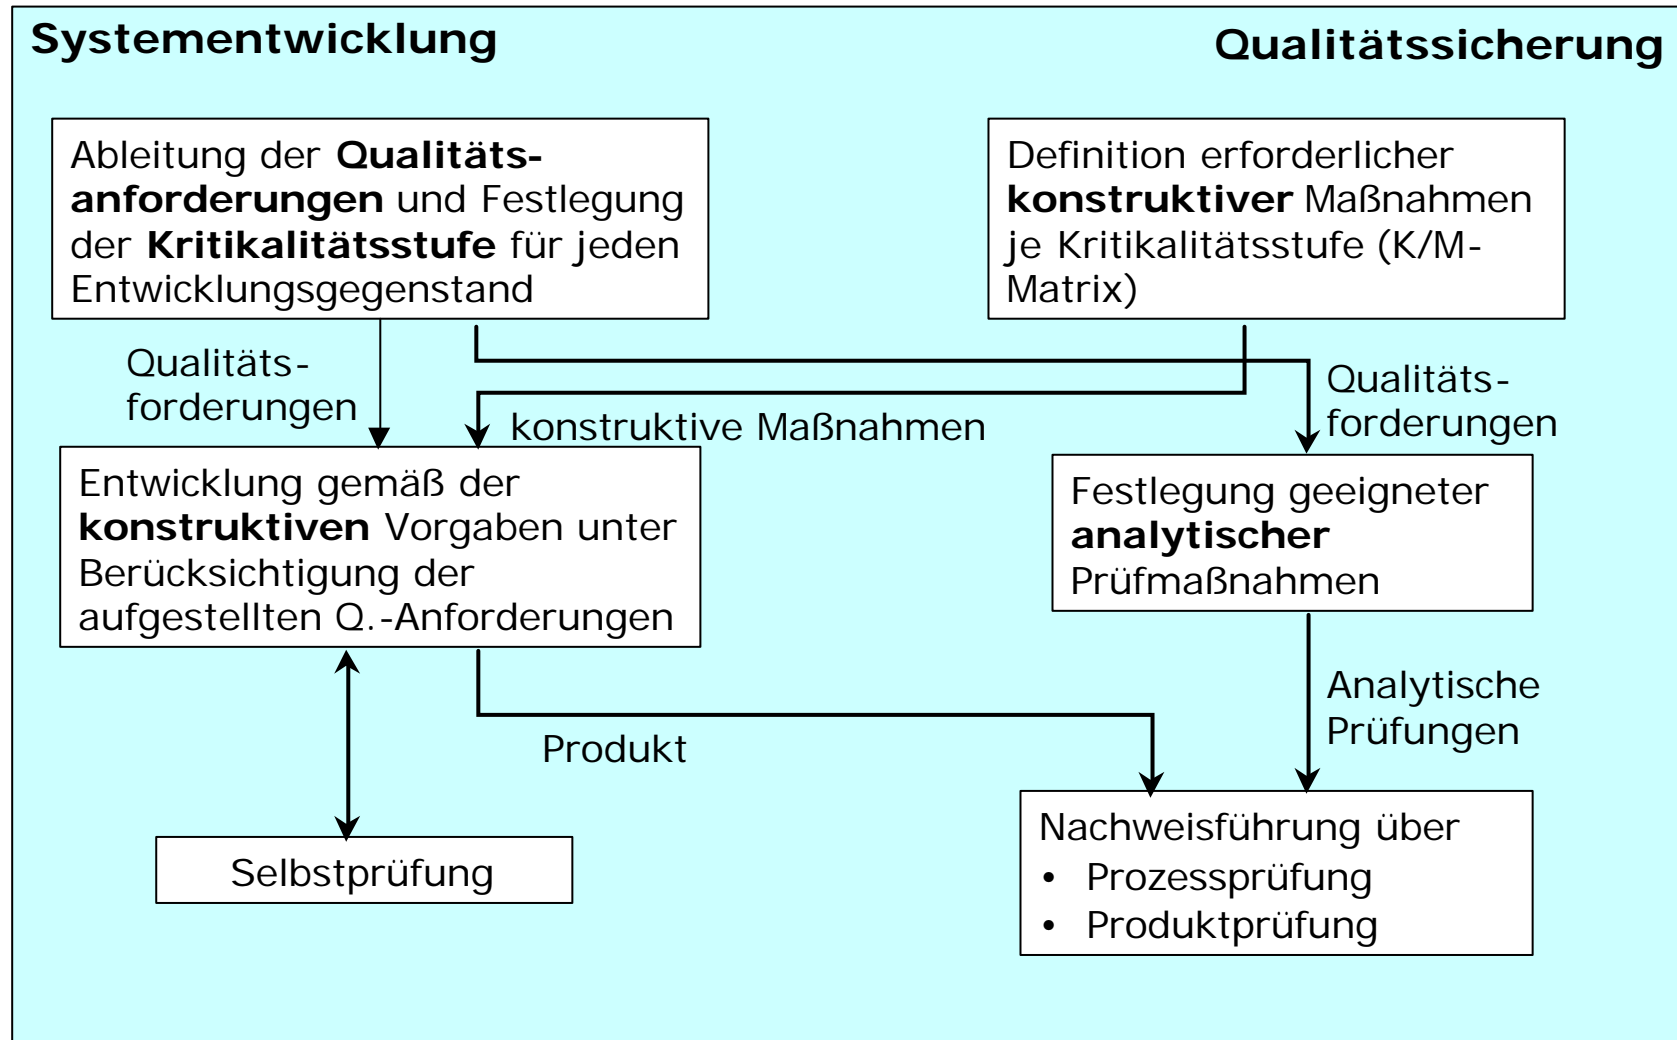 Systementwicklung
Qualitätssicherung
Ableitung der Qualitäts-
anforderungen und Festlegung
der Kritikalitätsstufe für jeden
Entwicklungsgegenstand
Definition erforderlicher
konstruktiver Maßnahmen
je Kritikalitätsstufe (K/M-
Matrix)
Qualitäts-
forderungen
konstruktive Maßnahmen
Qualitäts-
forderungen
Entwicklung gemäß der
konstruktiven Vorgaben unter
Berücksichtigung der
aufgestellten Q.-Anforderungen
Festlegung geeigneter
analytischer
Prüfmaßnahmen
Produkt
Analytische
Prüfungen
Selbstprüfung
Nachweisführung über
• Prozessprüfung
• Produktprüfung